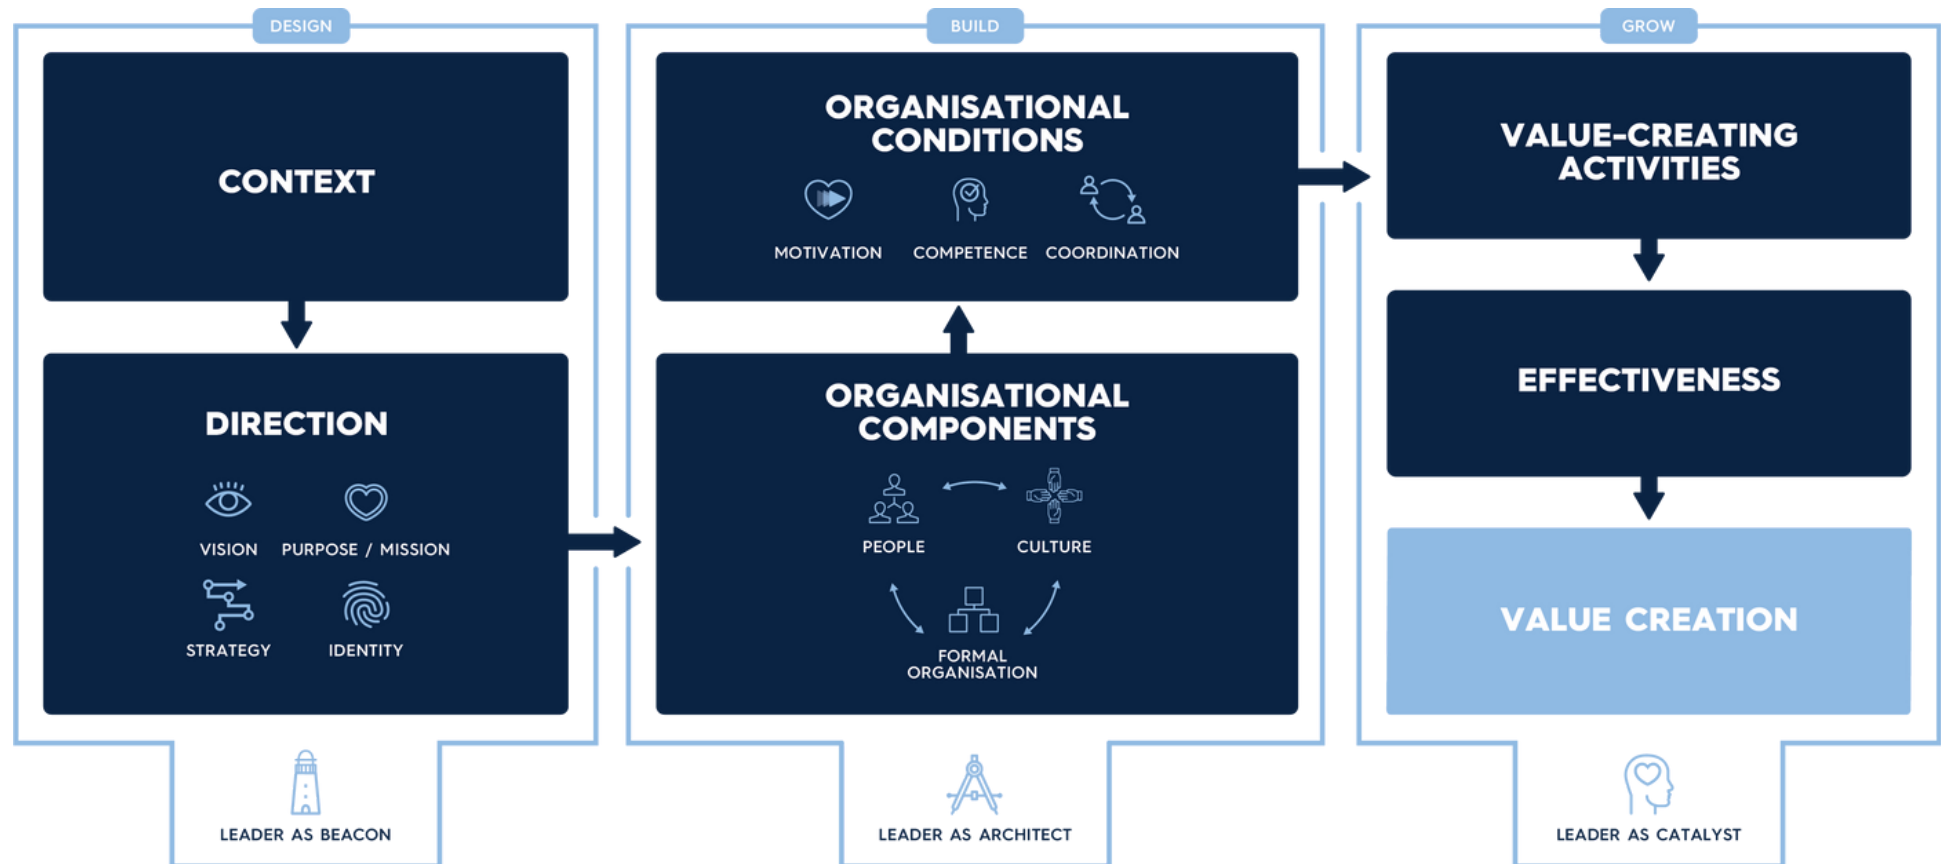 DESIGN
CONTEXT
DIRECTION
VISION
PURPOSE / MISSION
STRATEGY
IDENTITY
LEADER AS BEACON
BUILD
ORGANISATIONAL
CONDITIONS
MOTIVATION
COMPETENCE
COORDINATION
ORGANISATIONAL
COMPONENTS
PEOPLE
CULTURE
FORMAL
ORGANISATION
LEADER AS ARCHITECT
GROW
VALUE-CREATING
ACTIVITIES
EFFECTIVENESS
VALUE CREATION
LEADER AS CATALYST